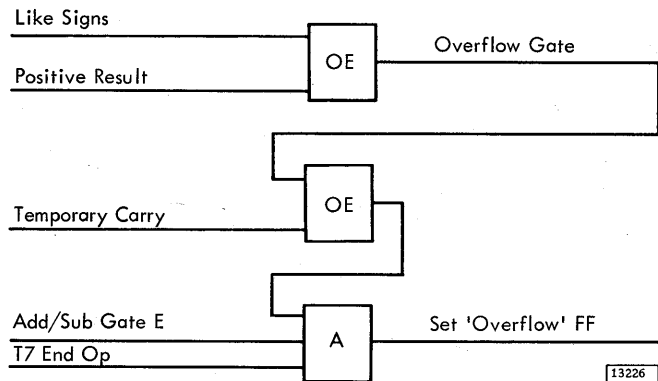 Like Signs
OE
Overflow Gate
Positive Result
OE
Temporary Carry
Add/Sub Gate E
A
Set 'Overflow' FF
T7 End Op
13226